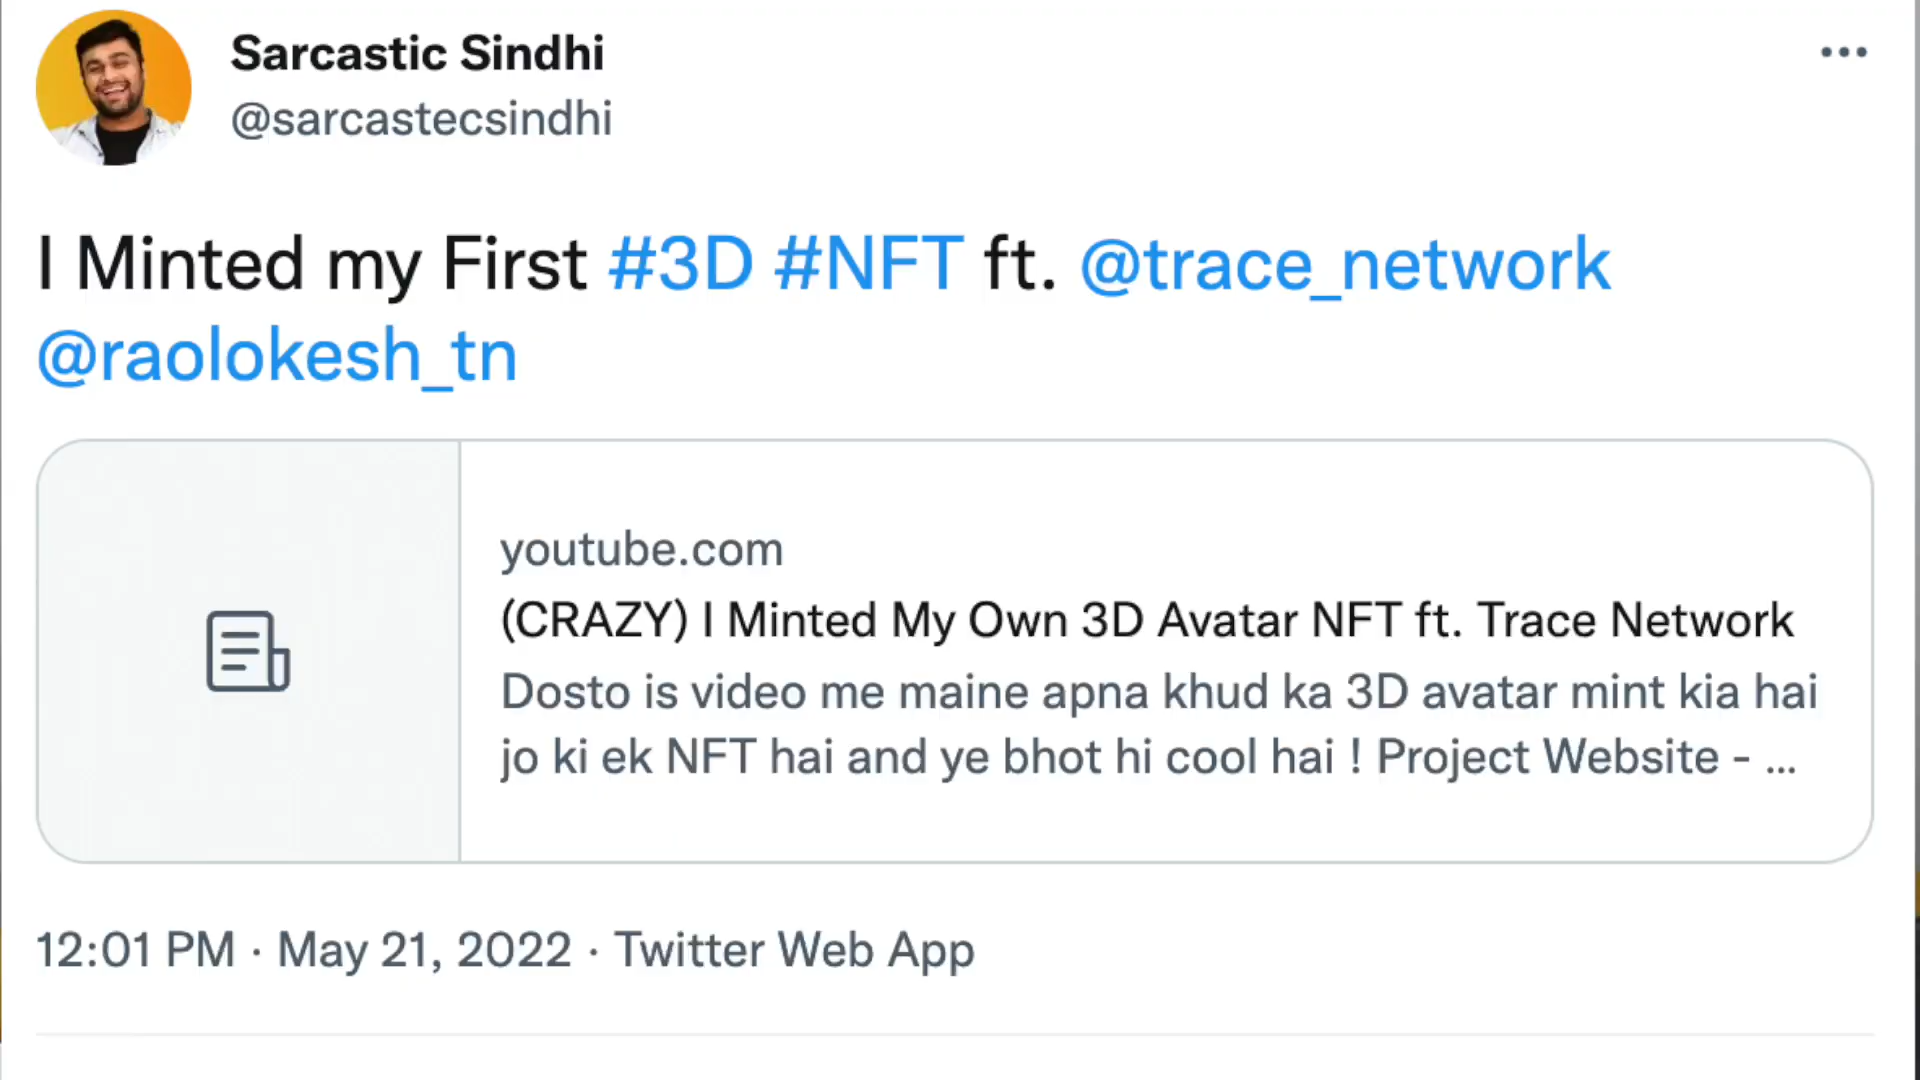 Sarcastic Sindhi
@sarcastecsindhi
I Minted my First #3D #NFT ft. @trace_network
@raolokesh_tn
youtube.com
(CRAZY) I Minted My Own 3D Avatar NFT ft. Trace Network
Dosto is video me maine apna khud ka 3D avatar mint kia hai
jo ki ek NFT hai and ye bhot hi cool hai ! Project Website - ...
12:01 PM · May 21, 2022 · Twitter Web App